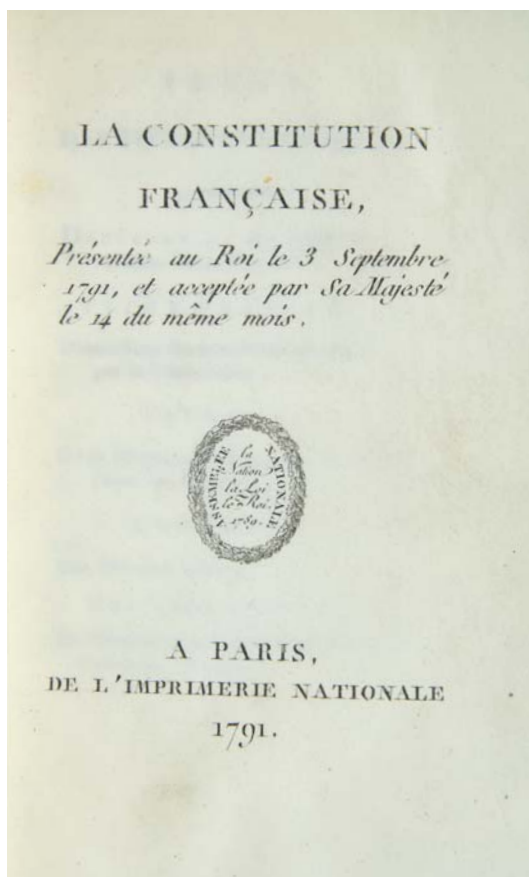 LA CONSTITUTION
FRANÇAISE,
Présentée au Roi le 3 Septembre
1791, et acceptée par Sa Majesté
le 14 du même mois.
ASSEMBLEE NATIONALE
la
Nation
la Loi
le Roi
1789.
A PARIS,
DE L'IMPRIMERIE NATIONALE
1791.